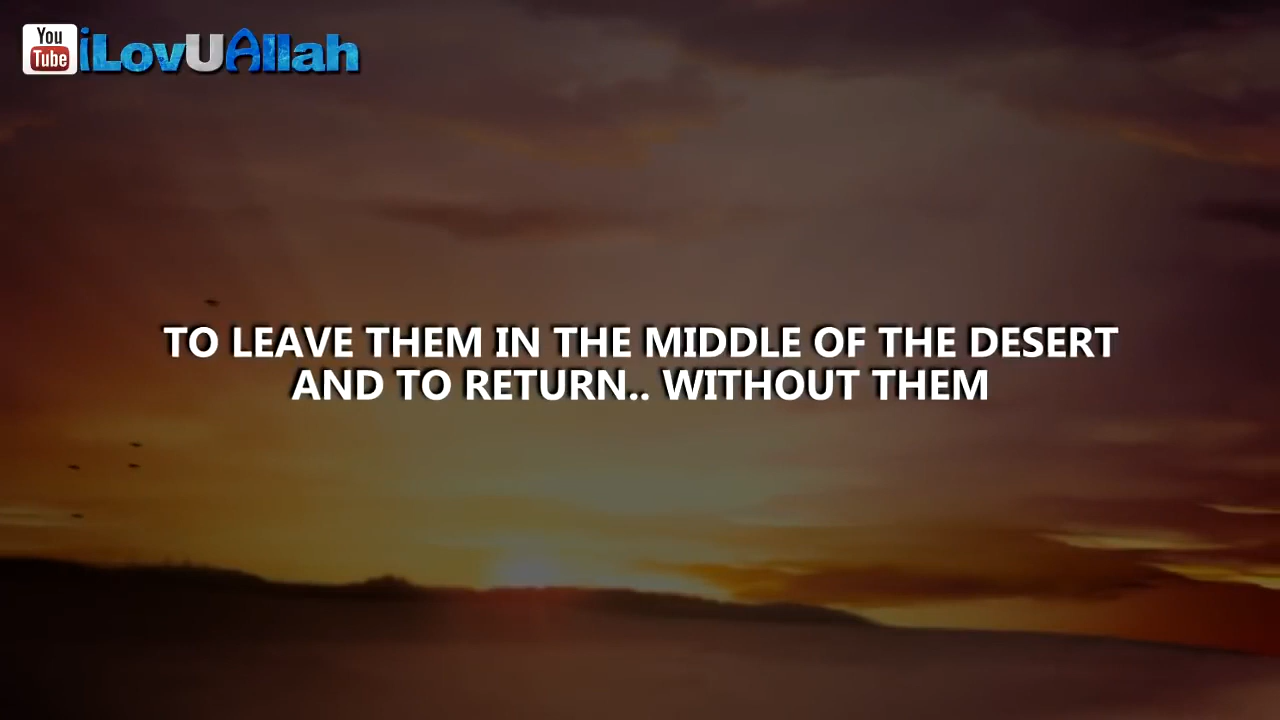 You
Tube
iLovUAllah
TO LEAVE THEM IN THE MIDDLE OF THE DESERT
AND TO RETURN.. WITHOUT THEM